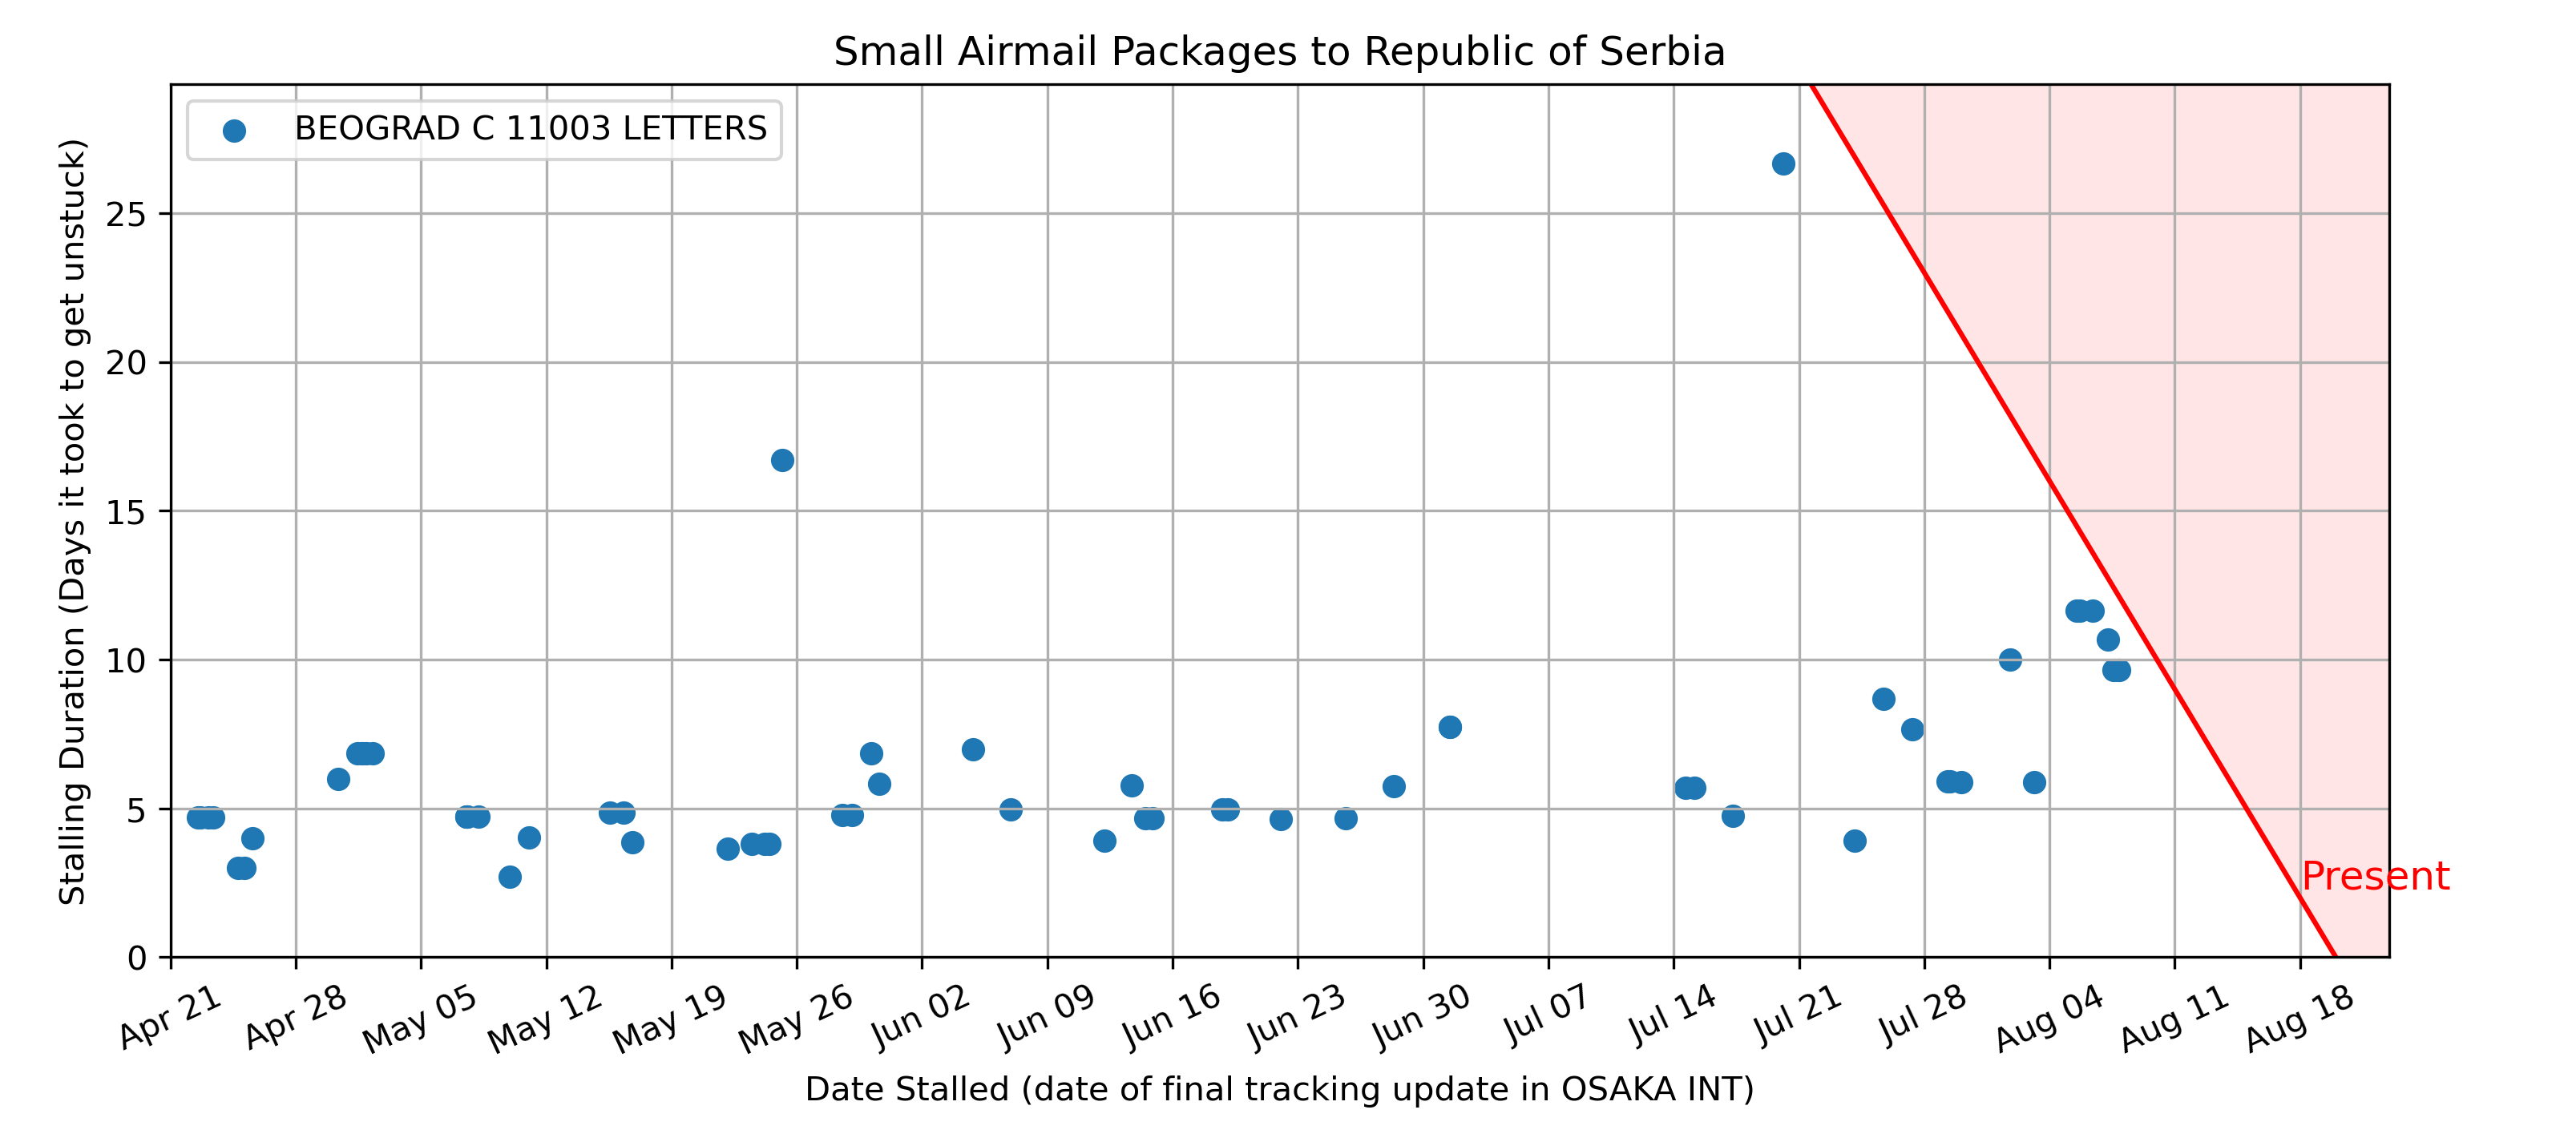 Small Airmail Packages to Republic of Serbia
BEOGRAD C 11003 LETTERS
Stalling Duration (Days it took to get unstuck)
25
20
15
10
5
0
Present
Apr 21
Apr 28
May 05
May 12
May 19
May 26
Jun 02
Jun 09
Jun 16
Jun 23
Jun 30
Jul 07
Jul 14
Jul 21
Jul 28
Aug 04
Aug 11
Aug 18
Date Stalled (date of final tracking update in OSAKA INT)